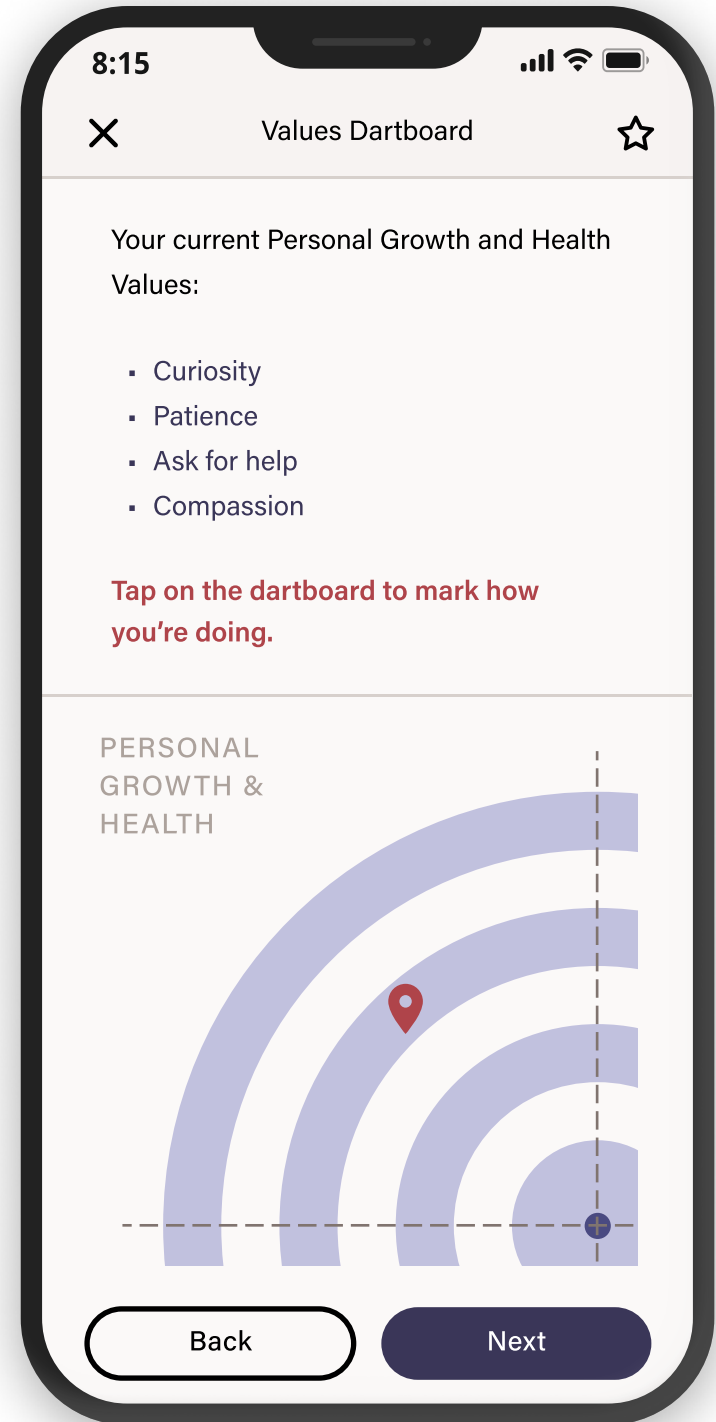 8:15
Values Dartboard
Your current Personal Growth and Health
Values:
▪ Curiosity
▪ Patience
▪ Ask for help
▪ Compassion
Tap on the dartboard to mark how
you’re doing.
PERSONAL
GROWTH &
HEALTH
Back
Next